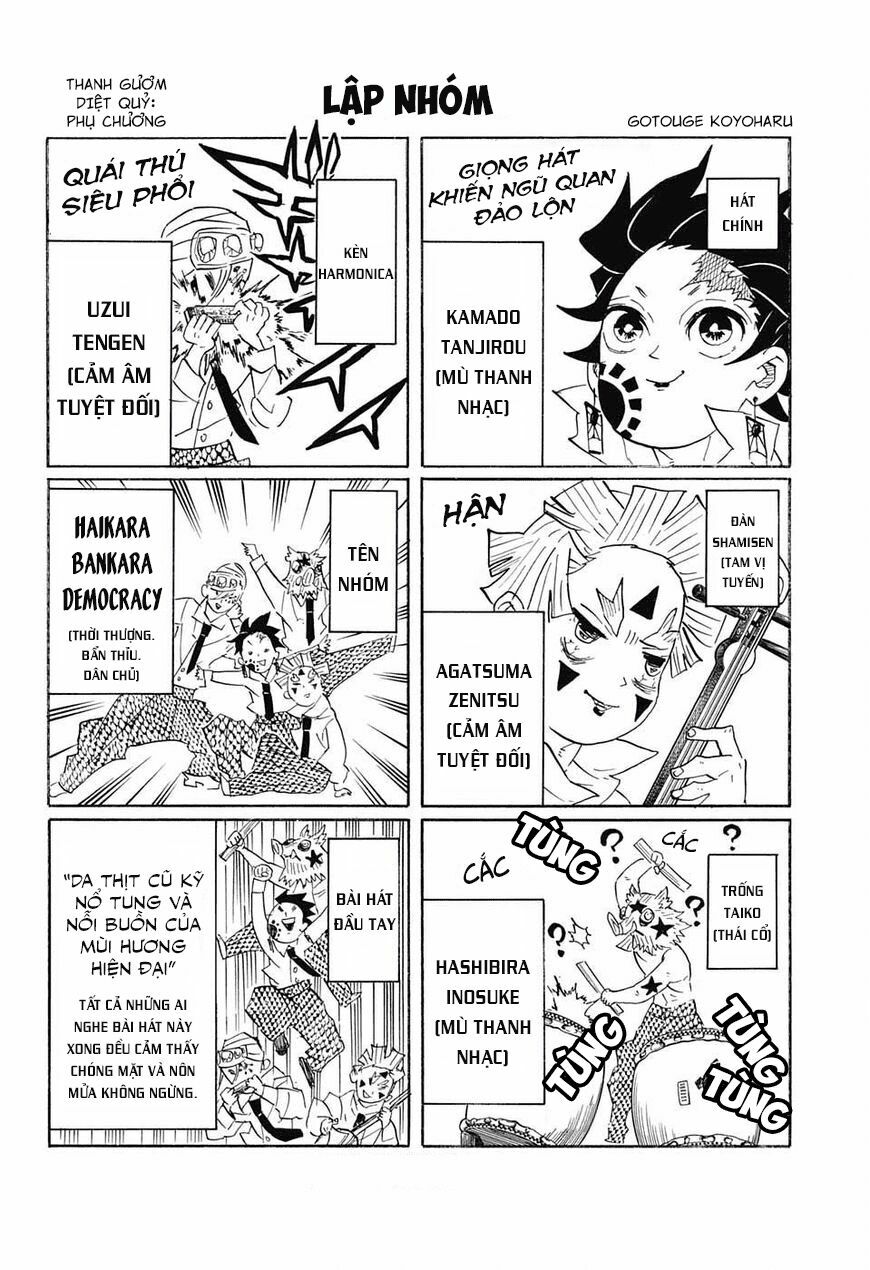 THANH GƯƠM
DIỆT QUỶ:
PHỤ CHƯƠNG
LẬP NHÓM
GOTOUGE KOYOHARU
GIỌNG HÁT
KHIẾN NGŨ QUAN
ĐẢO LỘN
HÁT
CHÍNH
KAMADO
TANJIROU
(MÙ THANH
NHẠC)
HẬN
ĐÀN
SHAMISEN
(TAM VỊ
TUYẾN)
AGATSUMA
ZENITSU
(CẢM ÂM
TUYỆT ĐỐI)
TÙNG
CẮC
?
CẮC
?
?
?
TRỐNG
TAIKO
(THÁI CỔ)
HASHIBIRA
INOSUKE
(MÙ THANH
NHẠC)
TÙNG
TÙNG
TÙNG
QUÁI THÚ
SIÊU PHỔI
KÈN
HARMONICA
UZUI
TENGEN
(CẢM ÂM
TUYỆT ĐỐI)
TÊN
NHÓM
HAIKARA
BANKARA
DEMOCRACY
(THỜI THƯỢNG.
BẨN THỈU.
DÂN CHỦ)
BÀI HÁT
ĐẦU TAY
"DA THỊT CŨ KỸ
NỔ TUNG VÀ
NỖI BUỒN CỦA
MÙI HƯƠNG
HIỆN ĐẠI"
TẤT CẢ NHỮNG AI
NGHE BÀI HÁT NÀY
XONG ĐỀU CẢM THẤY
CHÓNG MẶT VÀ NÔN
MỬA KHÔNG NGỪNG.